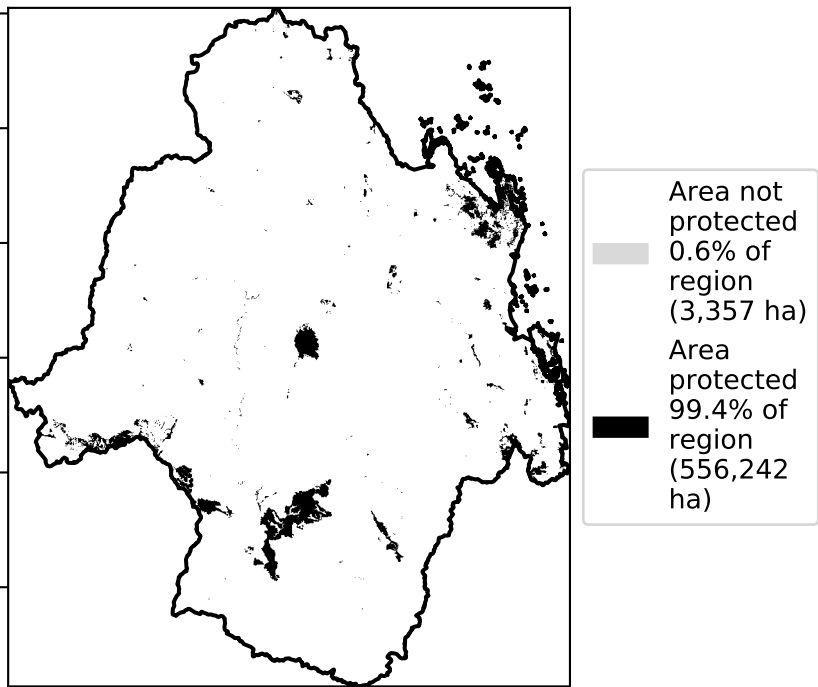 Area not
protected
0.6% of
region
(3,357 ha)
Area
protected
99.4% of
region
(556,242
ha)